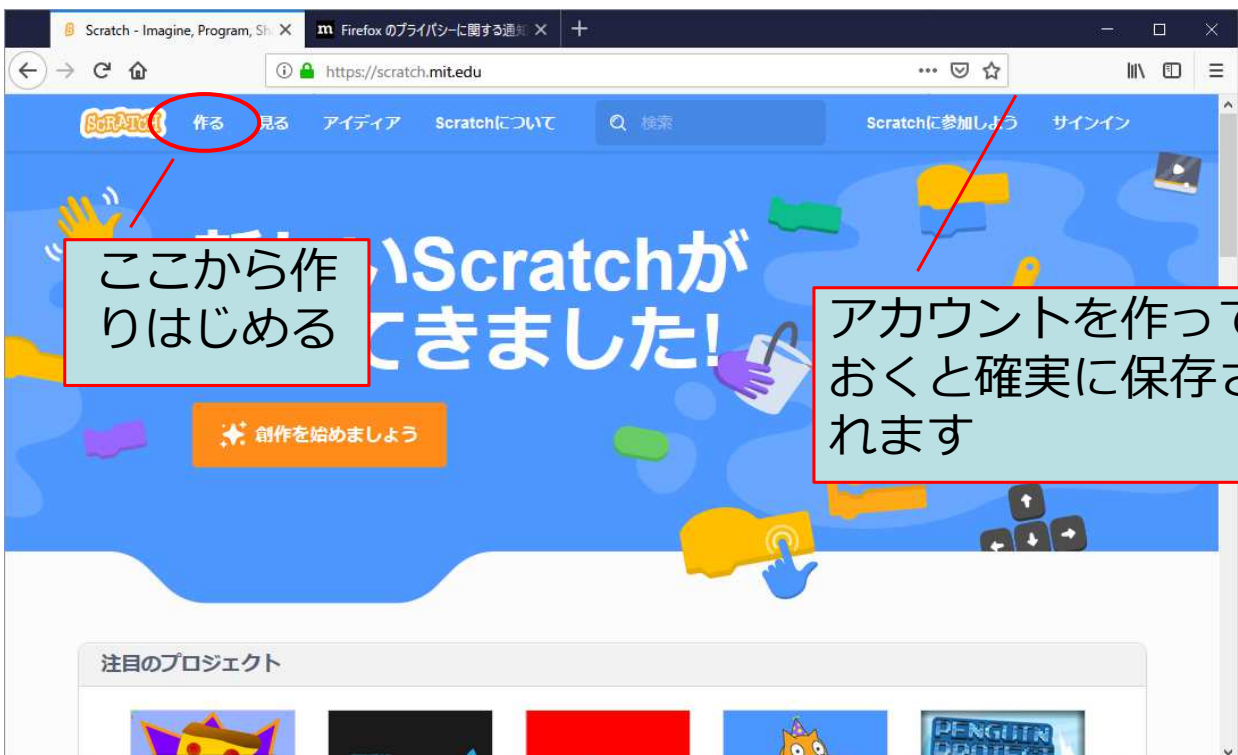 Scratch - Imagine, Program, Sh
Firefox のプライバシーに関する通知
https://scratch.mit.edu
SCRATCH 作る 見る アイディア Scratchについて 検索 Scratchに参加しよう サインイン
いScratchが
てきました!
ここから作
りはじめる
アカウントを作って
おくと確実に保存さ
れます
創作を始めましょう
注目のプロジェクト
PENGUIN